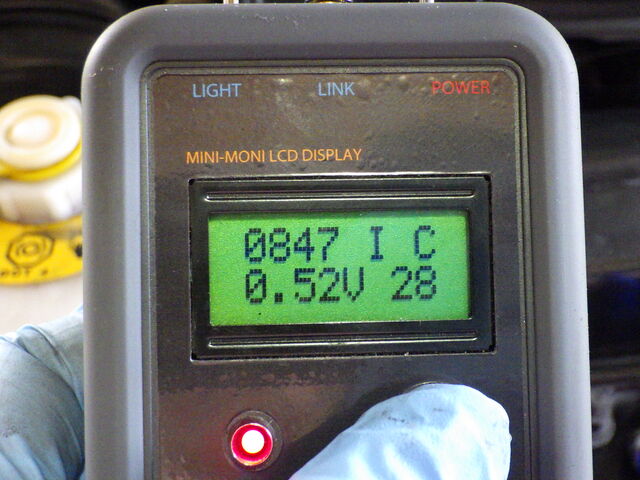 LIGHT LINK POWER
MINI-MONI LCD DISPLAY
0847 I C
0.52V 28